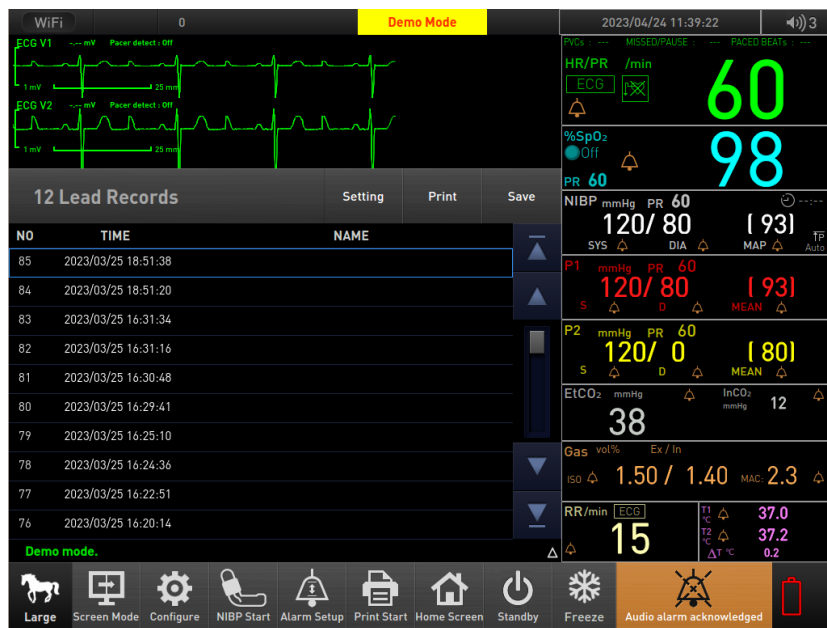 WiFi 0 Demo Mode 2023/04/24 11:39:22 3
ECG V1 -.-- mV Pacer detect : Off
1 mV 25 mm
ECG V2 -.-- mV Pacer detect : Off
1 mV 25 mm
PVCs : --- MISSED/PAUSE : --- PACED BEATs : ---
HR/PR /min
ECG
60
%SpO₂
Off
PR 60
98
12 Lead Records Setting Print Save
NO TIME NAME
85 2023/03/25 18:51:38
84 2023/03/25 18:51:20
83 2023/03/25 16:31:34
82 2023/03/25 16:31:16
81 2023/03/25 16:30:48
80 2023/03/25 16:29:41
79 2023/03/25 16:25:10
78 2023/03/25 16:24:36
77 2023/03/25 16:22:51
76 2023/03/25 16:20:14
Demo mode.
NIBP mmHg PR 60 --:--
120/ 80 ( 93)
SYS DIA MAP ↑P
Auto
P1 mmHg PR 60
120/ 80 ( 93)
S D MEAN
P2 mmHg PR 60
120/ 0 ( 80)
S D MEAN
EtCO₂ mmHg InCO₂
mmHg 12
38
Gas vol% Ex / In
ISO 1.50 / 1.40 MAC: 2.3
RR/min ECG
15
T1 °C 37.0
T2 °C 37.2
ΔT °C 0.2
Large Screen Mode Configure NIBP Start Alarm Setup Print Start Home Screen Standby Freeze Audio alarm acknowledged